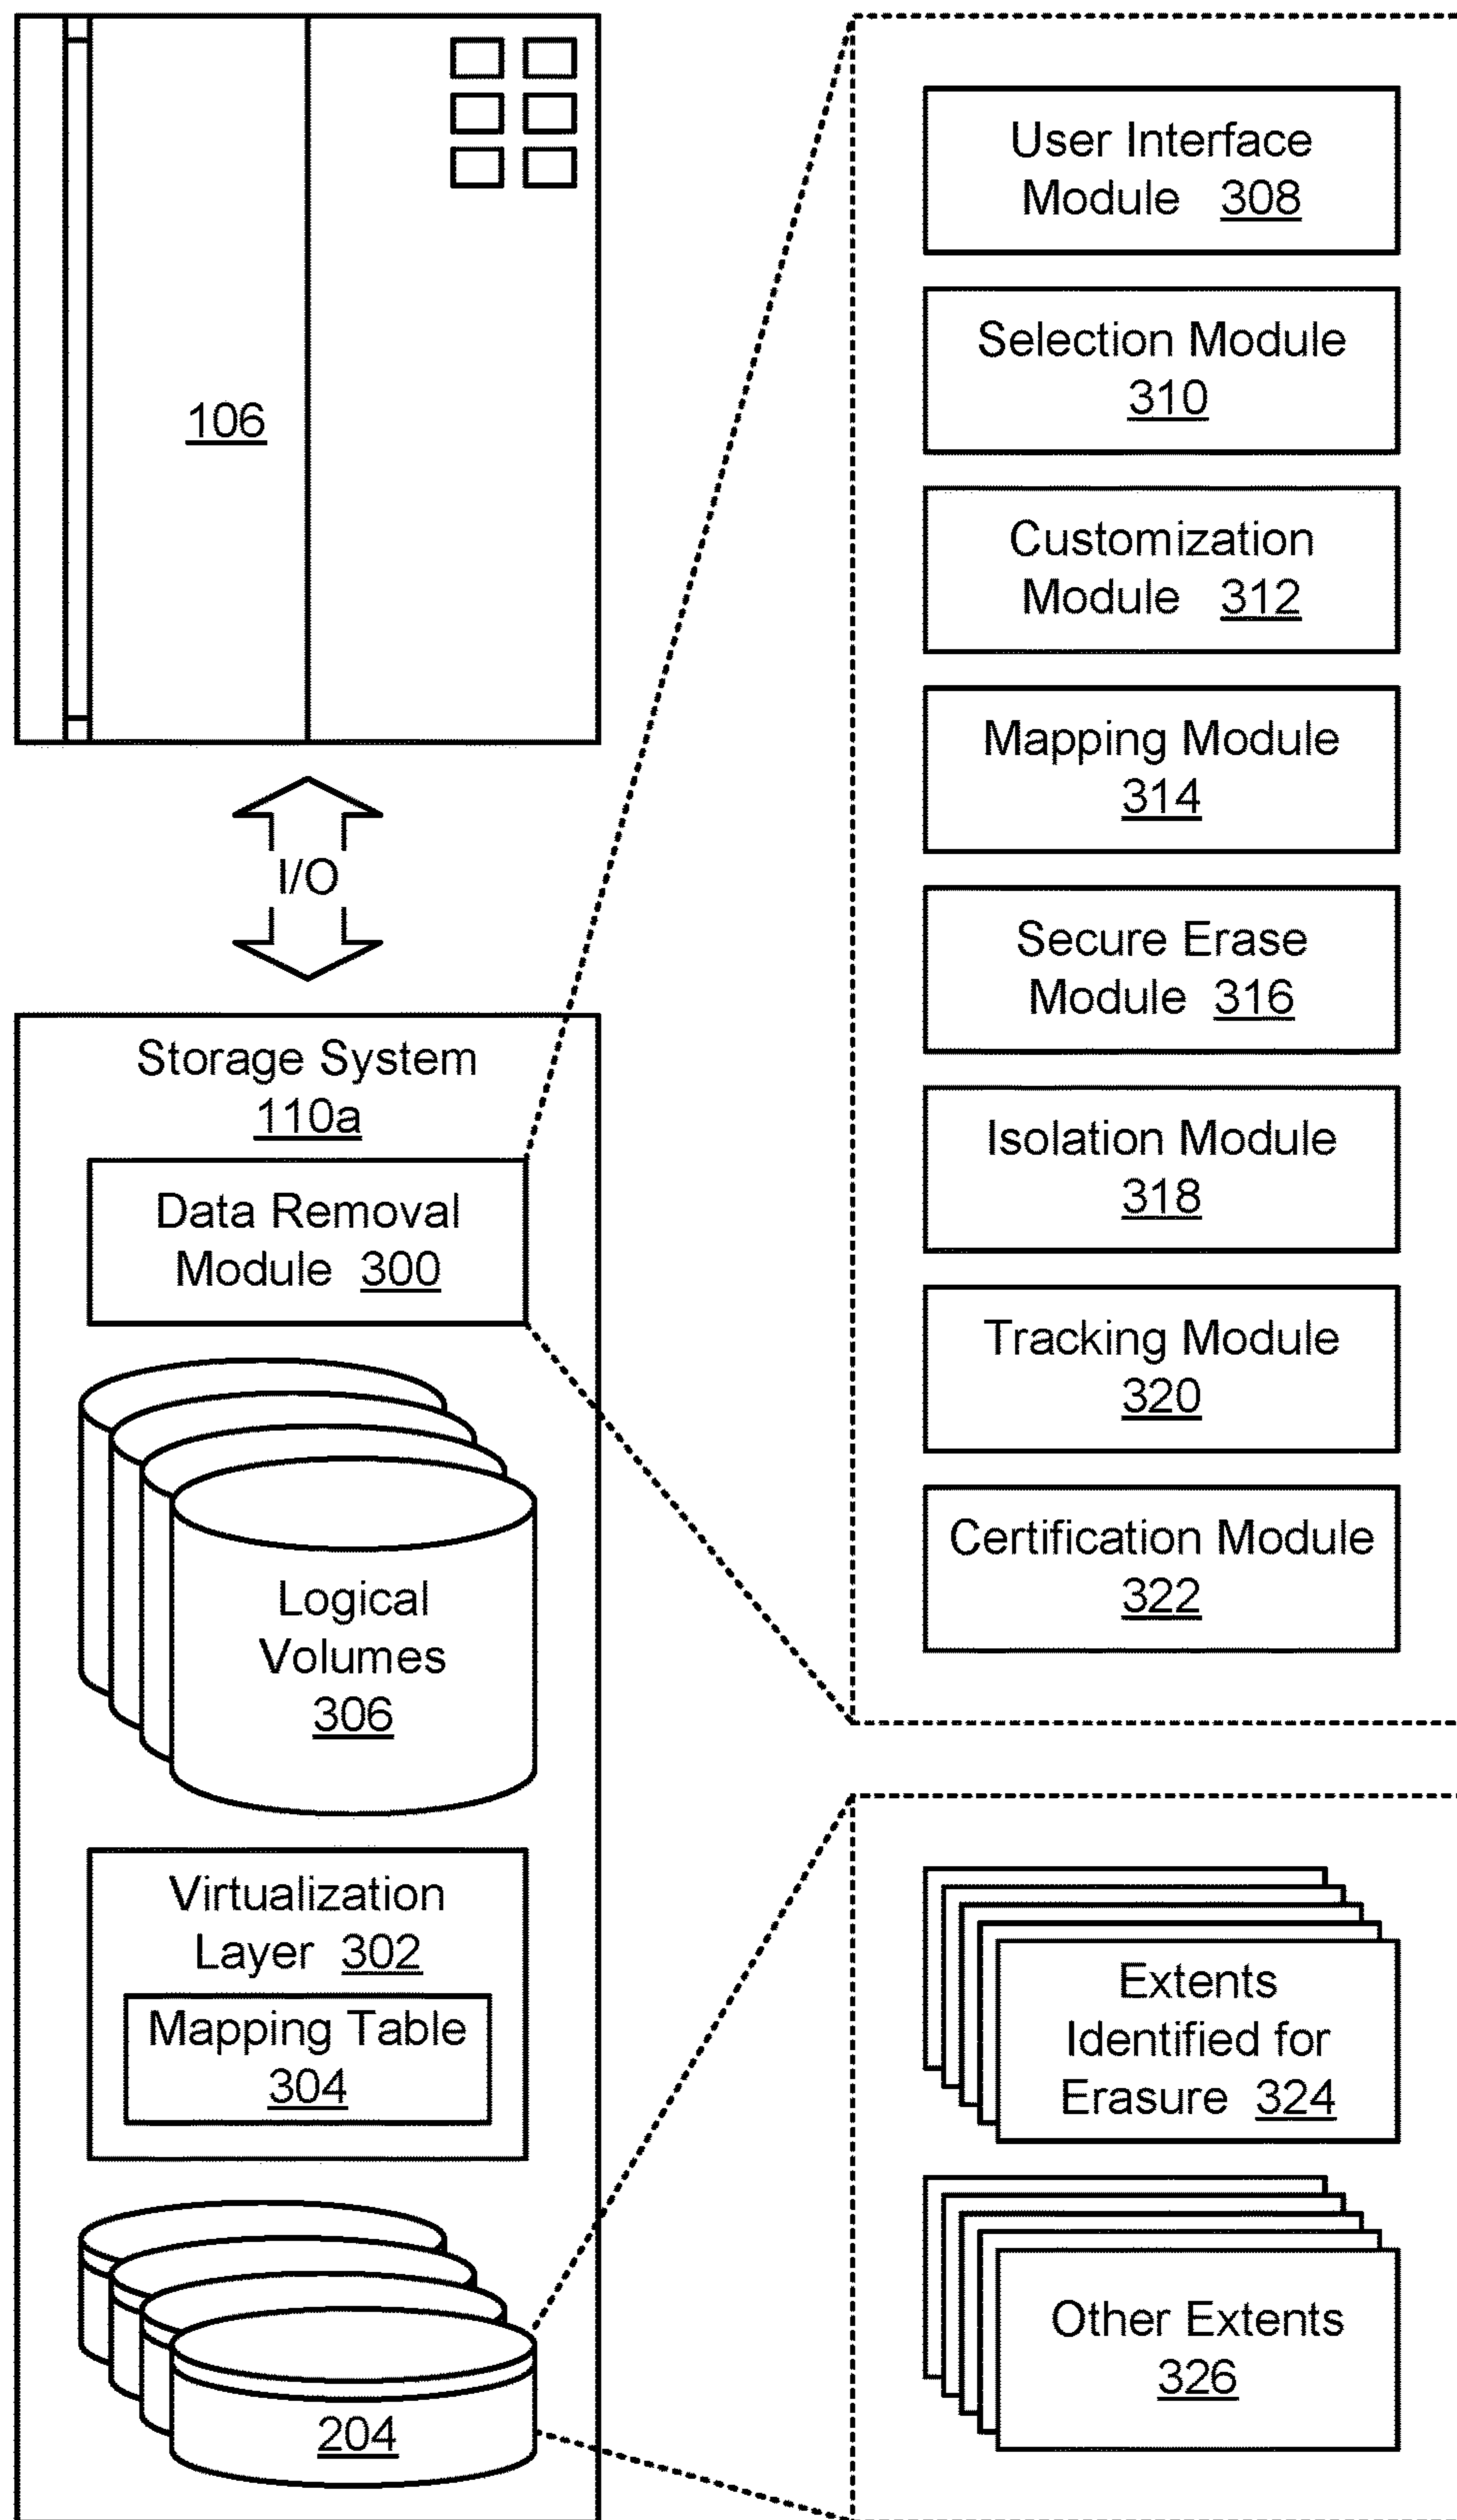 106
I/O
Storage System
110a
Data Removal
Module 300
Logical
Volumes
306
Virtualization
Layer 302
Mapping Table
304
204
User Interface
Module 308
Selection Module
310
Customization
Module 312
Mapping Module
314
Secure Erase
Module 316
Isolation Module
318
Tracking Module
320
Certification Module
322
Extents
Identified for
Erasure 324
Other Extents
326